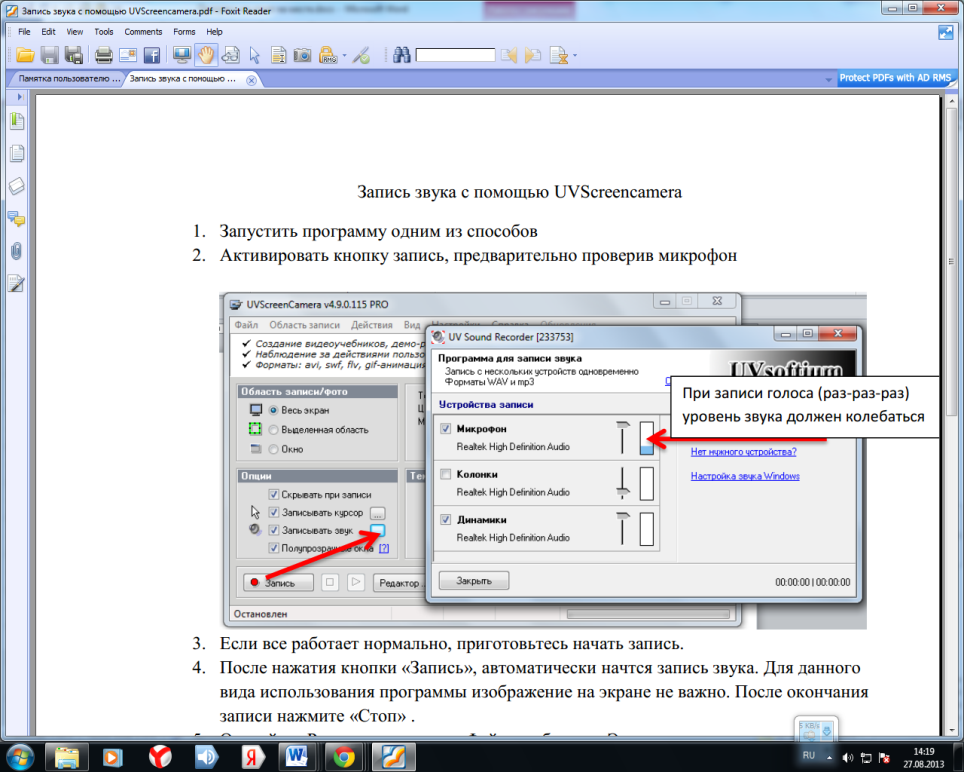 Запись звука с помощью UVScreencamera.pdf - Foxit Reader
File Edit View Tools Comments Forms Help
Памятка пользователю ... Запись звука с помощью ... Protect PDFs with AD RMS
Запись звука с помощью UVScreencamera
1. Запустить программу одним из способов
2. Активировать кнопку запись, предварительно проверив микрофон
UVScreenCamera v4.9.0.115 PRO
Файл Область записи Действия Вид
Создание видеоучебников, демо-р
Наблюдение за действиями пользо
Форматы: avi, swf, flv, gif-анимация
Область записи/фото
Весь экран
Выделенная область
Окно
Опции
Скрывать при записи
Записывать курсор ...
Записывать звук
Полупрозрачные окна [?]
Запись Редактор...
Остановлен
UV Sound Recorder [233753]
Программа для записи звука
Запись с нескольких устройств одновременно
Форматы WAV и mp3
UVsoftium
Устройства записи
Микрофон
Realtek High Definition Audio
Колонки
Realtek High Definition Audio
Динамики
Realtek High Definition Audio
При записи голоса (раз-раз-раз)
уровень звука должен колебаться
Нет нужного устройства?
Настройка звука Windows
Закрыть 00:00:00 | 00:00:00
3. Если все работает нормально, приготовьтесь начать запись.
4. После нажатия кнопки «Запись», автоматически начтся запись звука. Для данного
вида использования программы изображение на экране не важно. После окончания
записи нажмите «Стоп» .
RU 14:19
27.08.2013